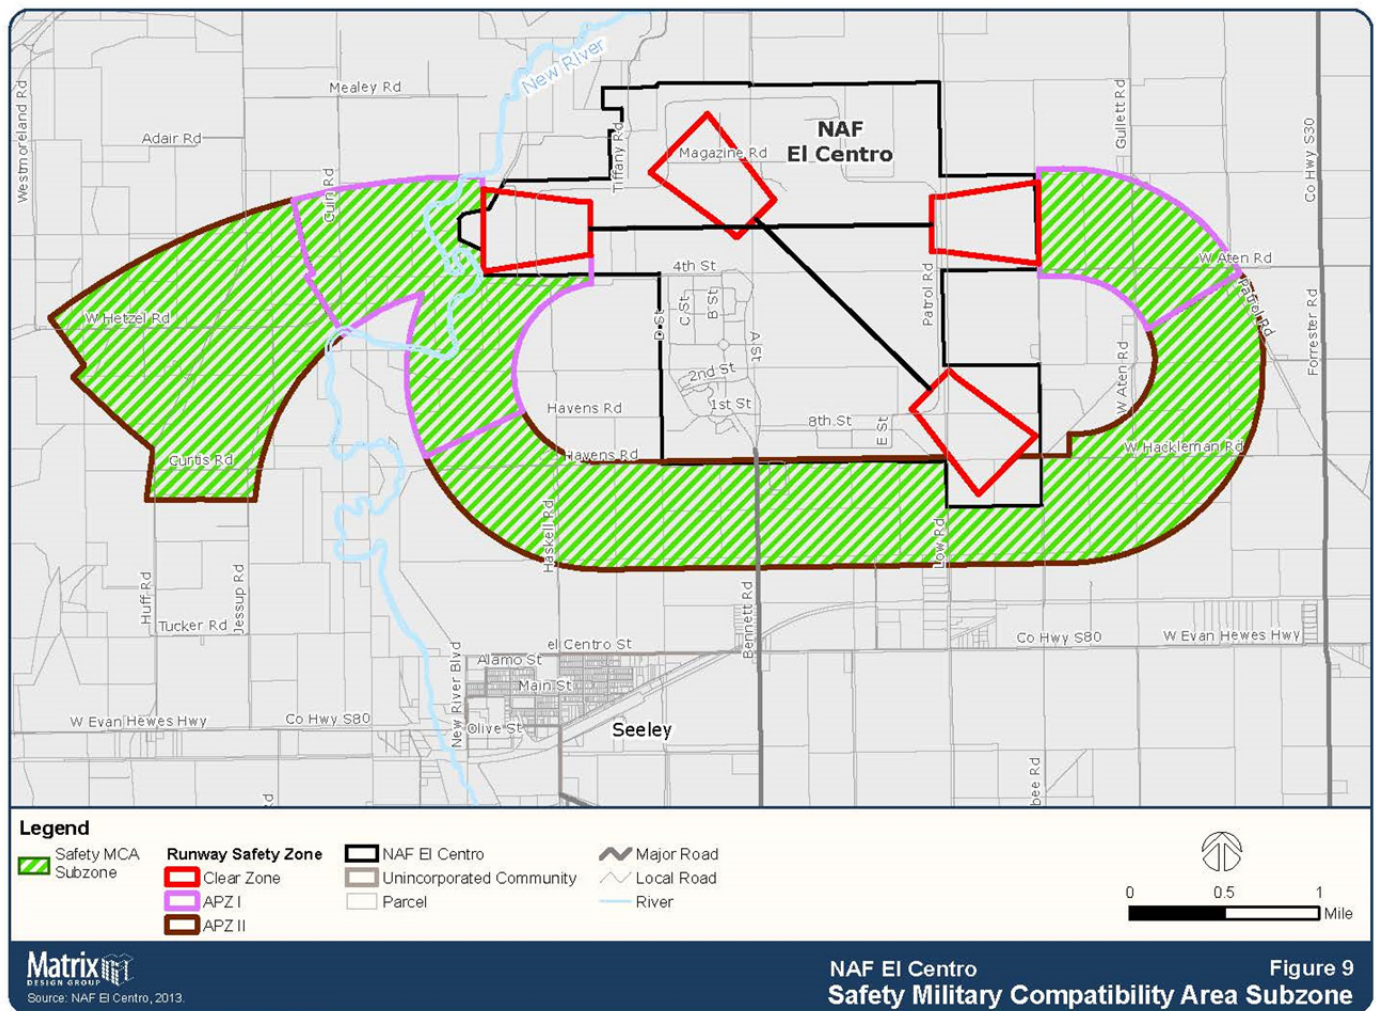 New River
Mealey Rd
Westmoreland Rd
Adair Rd
Tiffany Rd
Magazine Rd
NAF
El Centro
Gullett Rd
Co Hwy S30
Cuin Rd
4th St
W Aten Rd
Patrol Rd
Patrol Rd
Forrester Rd
W Hetzel Rd
D St
C St
B St
A St
2nd St
1st St
W Aten Rd
Havens Rd
8th St
E St
Havens Rd
W Hackleman Rd
Curtis Rd
Haskell Rd
Low Rd
Huff Rd
Jessup Rd
Bennett Rd
Tucker Rd
el Centro St
Co Hwy S80
W Evan Hewes Hwy
Alamo St
New River Blvd
Main St
W Evan Hewes Hwy
Co Hwy S80
Olive St
Seeley
bee Rd
d
Legend
Safety MCA
Subzone
Runway Safety Zone
Clear Zone
APZ I
APZ II
NAF El Centro
Unincorporated Community
Parcel
Major Road
Local Road
River
0 0.5 1
Mile
Matrix
DESIGN GROUP
Source: NAF El Centro, 2013.
NAF El Centro
Figure 9
Safety Military Compatibility Area Subzone